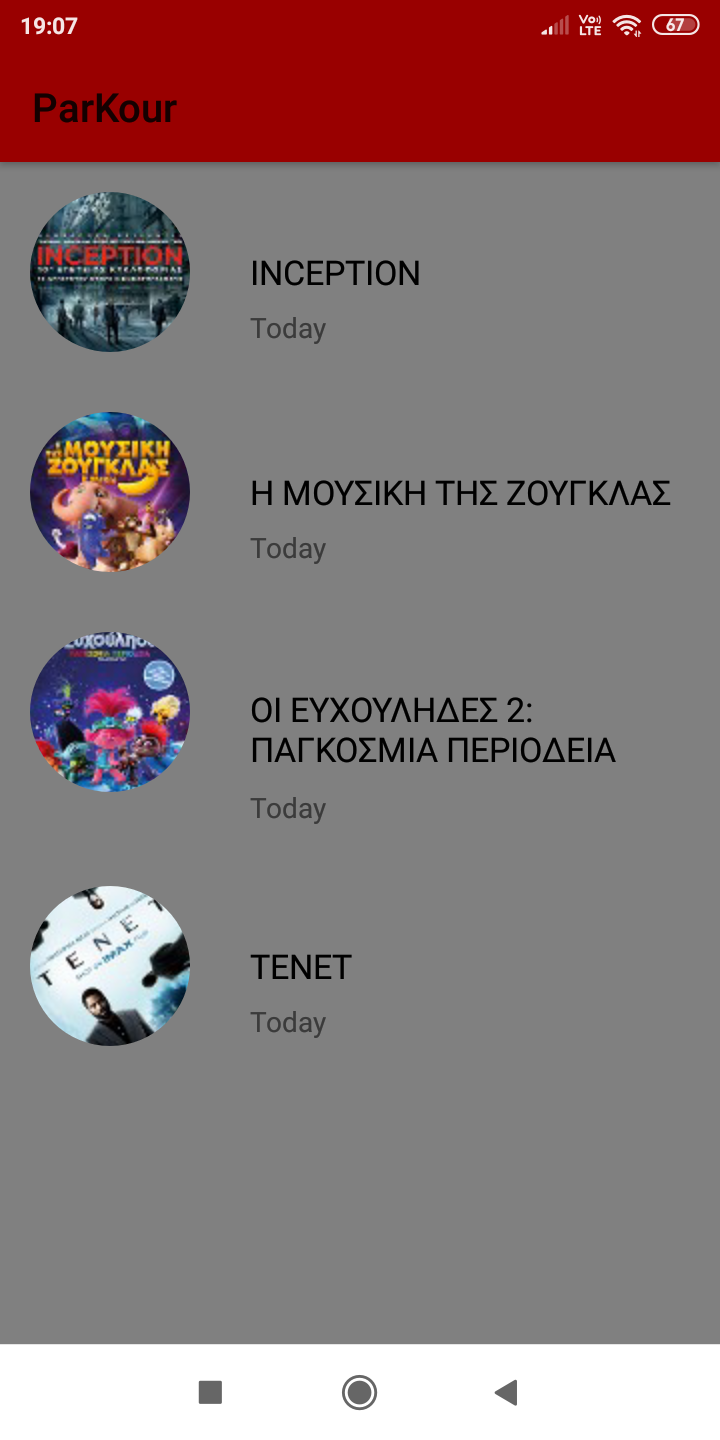 19:07
Vo))
LTE
67
ParKour
INCEPTION
INCEPTION
Today
ΜΟΥΣΙΚΗ
ΖΟΥΓΚΛΑΣ
Η ΜΟΥΣΙΚΗ ΤΗΣ ΖΟΥΓΚΛΑΣ
Today
ΟΙ ΕΥΧΟΥΛΗΔΕΣ 2:
ΠΑΓΚΟΣΜΙΑ ΠΕΡΙΟΔΕΙΑ
Today
TENET
IMAX
TENET
Today